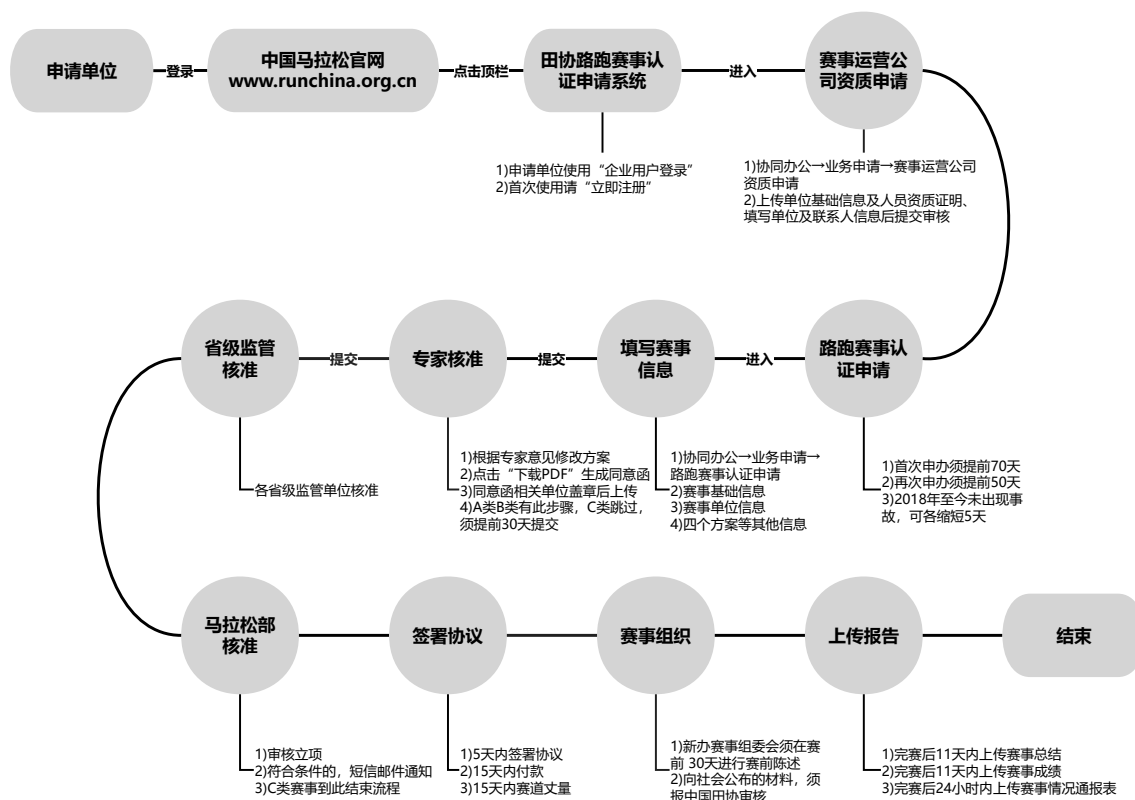 申请单位
登录
中国马拉松官网
www.runchina.org.cn
点击顶栏
田协路跑赛事认
证申请系统
进入
赛事运营公
司资质申请
1)申请单位使用“企业用户登录”
2)首次使用请“立即注册”
1)协同办公→业务申请→赛事运营公司
资质申请
2)上传单位基础信息及人员资质证明、
填写单位及联系人信息后提交审核
省级监管
核准
提交
专家核准
提交
填写赛事
信息
进入
路跑赛事认
证申请
各省级监管单位核准
1)根据专家意见修改方案
2)点击“下载PDF”生成同意函
3)同意函相关单位盖章后上传
4)A类B类有此步骤，C类跳过，
须提前30天提交
1)协同办公→业务申请→
路跑赛事认证申请
2)赛事基础信息
3)赛事单位信息
4)四个方案等其他信息
1)首次申办须提前70天
2)再次申办须提前50天
3)2018年至今未出现事
故，可各缩短5天
马拉松部
核准
签署协议
赛事组织
上传报告
结束
1)审核立项
2)符合条件的，短信邮件通知
3)C类赛事到此结束流程
1)5天内签署协议
2)15天内付款
3)15天内赛道丈量
1)新办赛事组委会须在赛
前 30天进行赛前陈述
2)向社会公布的材料，须
报中国田协审核
1)完赛后11天内上传赛事总结
2)完赛后11天内上传赛事成绩
3)完赛后24小时内上传赛事情况通报表